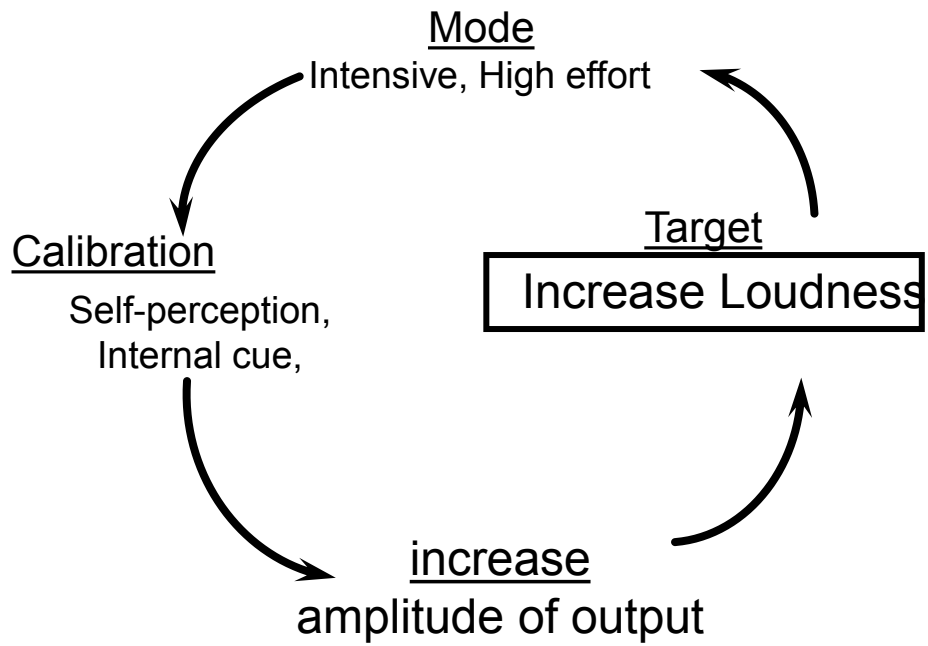 Mode
Intensive, High effort
Target
Increase Loudness
Calibration
Self-perception,
Internal cue,
increase
amplitude of output